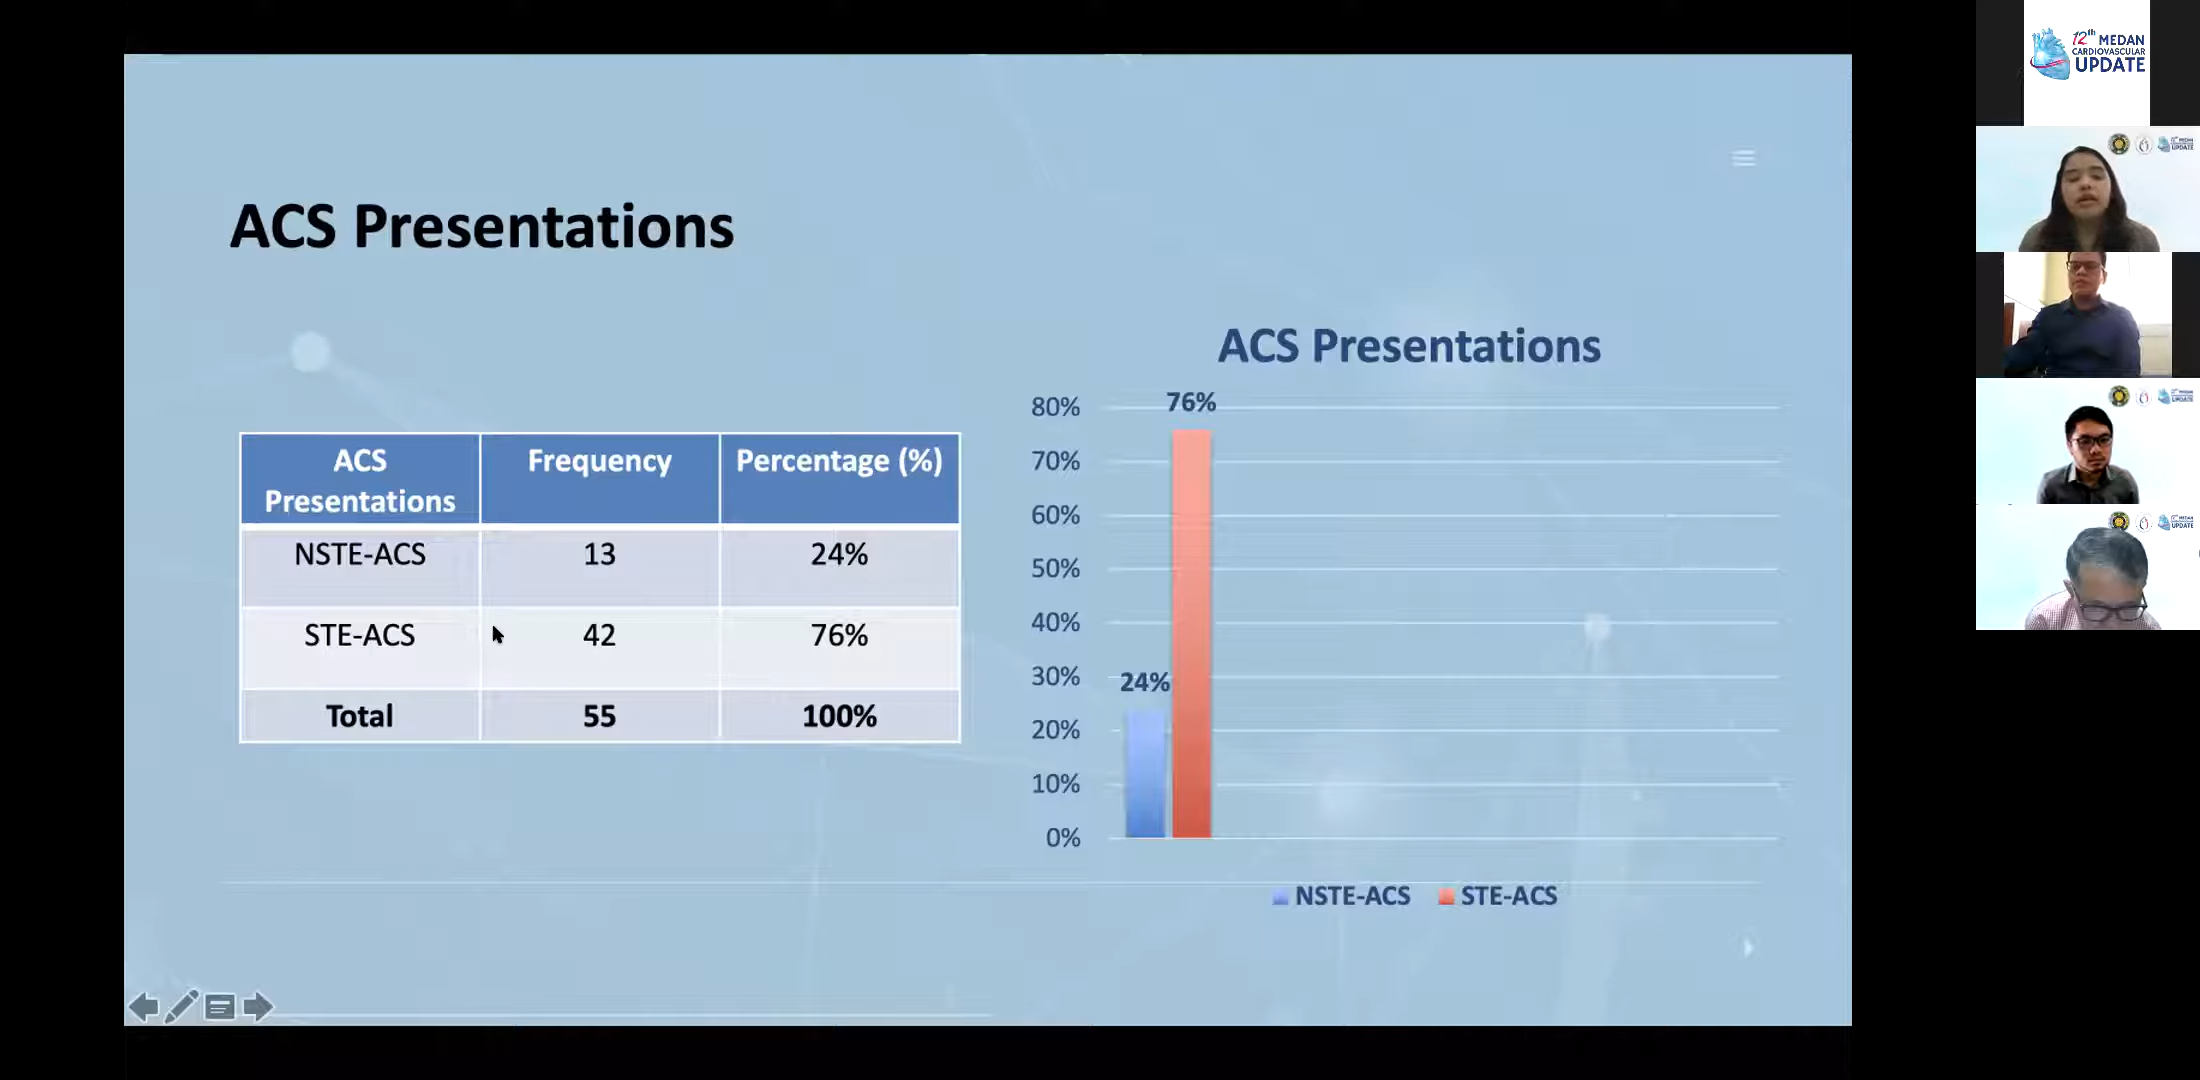 ACS Presentations
ACS
Presentations
Frequency
Percentage (%)
NSTE-ACS 13 24%
STE-ACS 42 76%
Total 55 100%
ACS Presentations
80%
70%
60%
50%
40%
30%
20%
10%
0%
24%
76%
NSTE-ACS STE-ACS
12th MEDAN
CARDIOVASCULAR
UPDATE